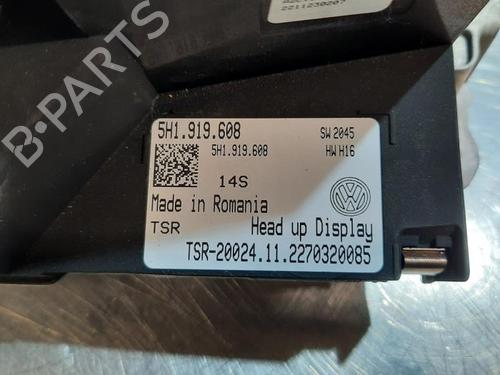 2211230207
5H1.919.608 SW 2045
5H1.919.608 HW H16
14S
Made in Romania
TSR Head up Display
TSR-20024.11.2270320085
B-PARTS